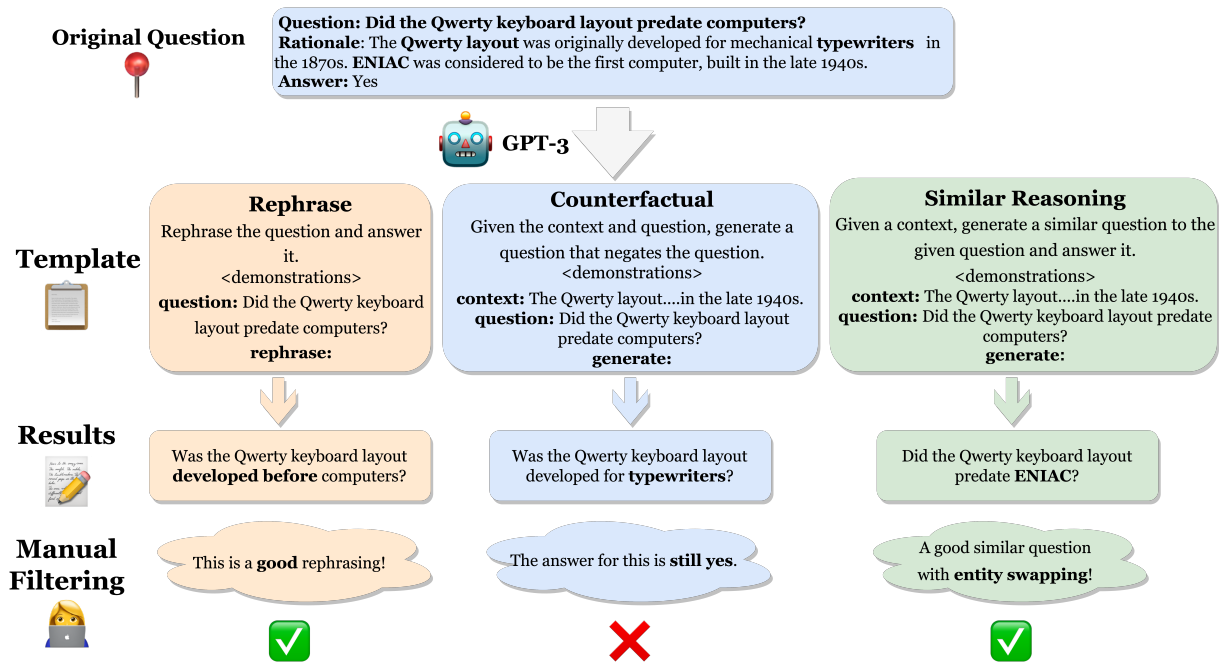 Original Question
Question: Did the Qwerty keyboard layout predate computers?
Rationale: The Qwerty layout was originally developed for mechanical typewriters in
the 1870s. ENIAC was considered to be the first computer, built in the late 1940s.
Answer: Yes
GPT-3
Template
Rephrase
Rephrase the question and answer
it.
<demonstrations>
question: Did the Qwerty keyboard
layout predate computers?
rephrase:
Counterfactual
Given the context and question, generate a
question that negates the question.
<demonstrations>
context: The Qwerty layout....in the late 1940s.
question: Did the Qwerty keyboard layout
predate computers?
generate:
Similar Reasoning
Given a context, generate a similar question to the
given question and answer it.
<demonstrations>
context: The Qwerty layout....in the late 1940s.
question: Did the Qwerty keyboard layout predate
computers?
generate:
Results
Was the Qwerty keyboard layout
developed before computers?
Was the Qwerty keyboard layout
developed for typewriters?
Did the Qwerty keyboard layout
predate ENIAC?
Manual
Filtering
This is a good rephrasing!
The answer for this is still yes.
A good similar question
with entity swapping!